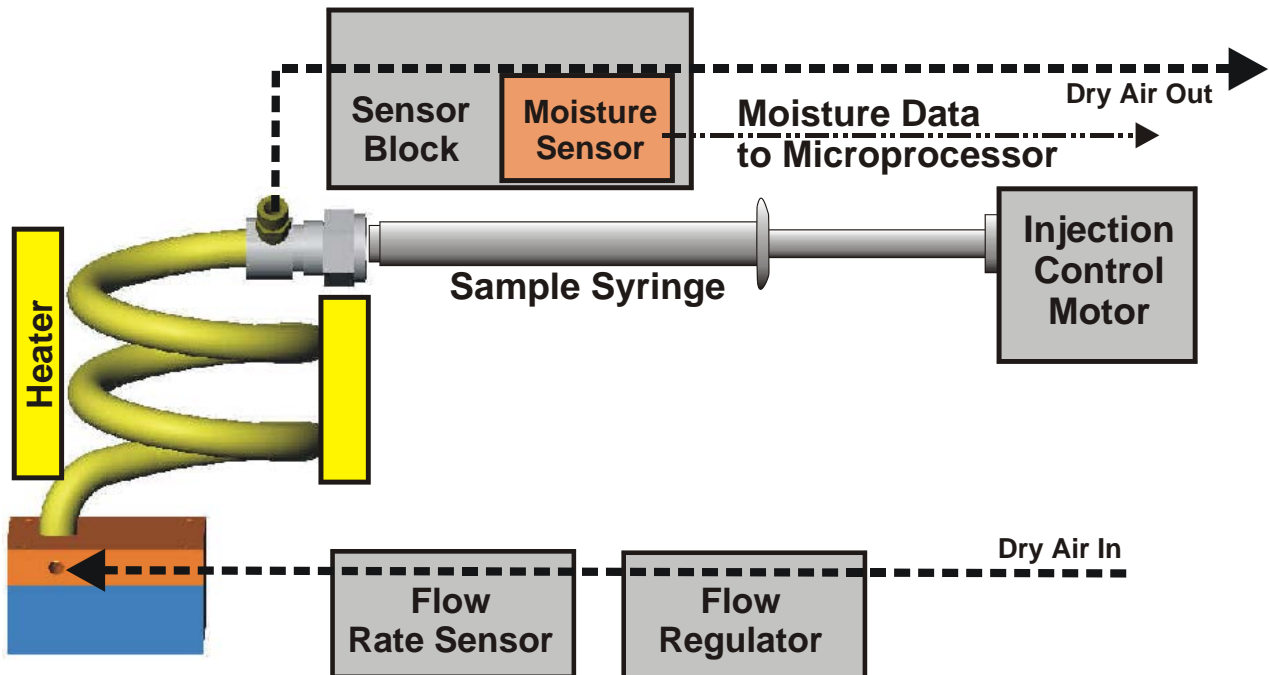 Dry Air Out
Sensor
Block
Moisture
Sensor
Moisture Data
to Microprocessor
Injection
Control
Motor
Sample Syringe
Heater
Dry Air In
Flow
Rate Sensor
Flow
Regulator